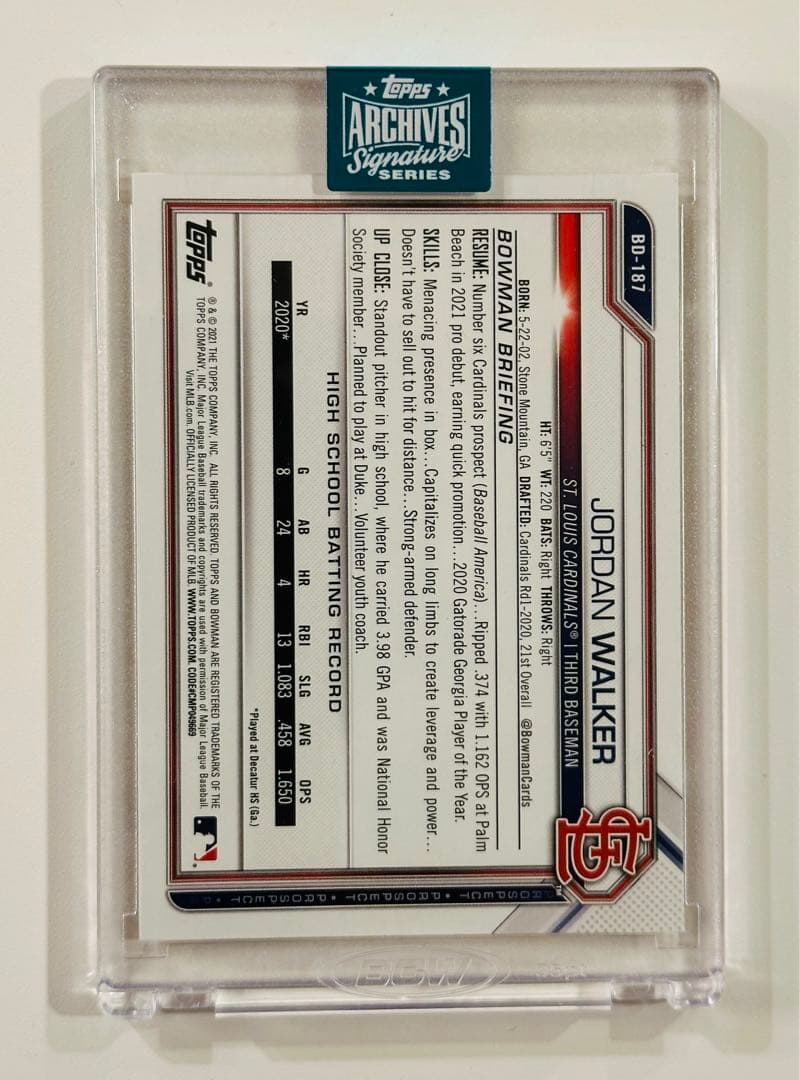 ★ Topps ★
ARCHIVES
Signature
SERIES
BD-187
JORDAN WALKER
ST. LOUIS CARDINALS® | THIRD BASEMAN
HT: 6'5" WT: 220 BATS: Right THROWS: Right
BORN: 5-22-02, Stone Mountain, GA DRAFTED: Cardinals Rd1-2020, 21st Overall @BowmanCards
BOWMAN BRIEFING
RESUME: Number six Cardinals prospect (Baseball America)...Ripped .374 with 1.162 OPS at Palm
Beach in 2021 pro debut, earning quick promotion...2020 Gatorade Georgia Player of the Year.
SKILLS: Menacing presence in box...Capitalizes on long limbs to create leverage and power...
Doesn't have to sell out to hit for distance...Strong-armed defender.
UP CLOSE: Standout pitcher in high school, where he carried 3.98 GPA and was National Honor
Society member...Planned to play at Duke...Volunteer youth coach.
HIGH SCHOOL BATTING RECORD
YR G AB HR RBI SLG AVG OPS
2020* 8 24 4 13 1.083 .458 1.650
*Played at Decatur HS (Ga.)
Topps®
® & © 2021 THE TOPPS COMPANY, INC. ALL RIGHTS RESERVED. TOPPS AND BOWMAN ARE REGISTERED TRADEMARKS OF THE
TOPPS COMPANY, INC. Major League Baseball trademarks and copyrights are used with permission of Major League Baseball.
Visit MLB.com. OFFICIALLY LICENSED PRODUCT OF MLB. WWW.TOPPS.COM. CODE#CMP049669
STL
PROSPECT • PROSPECT • PROSPECT
BCW